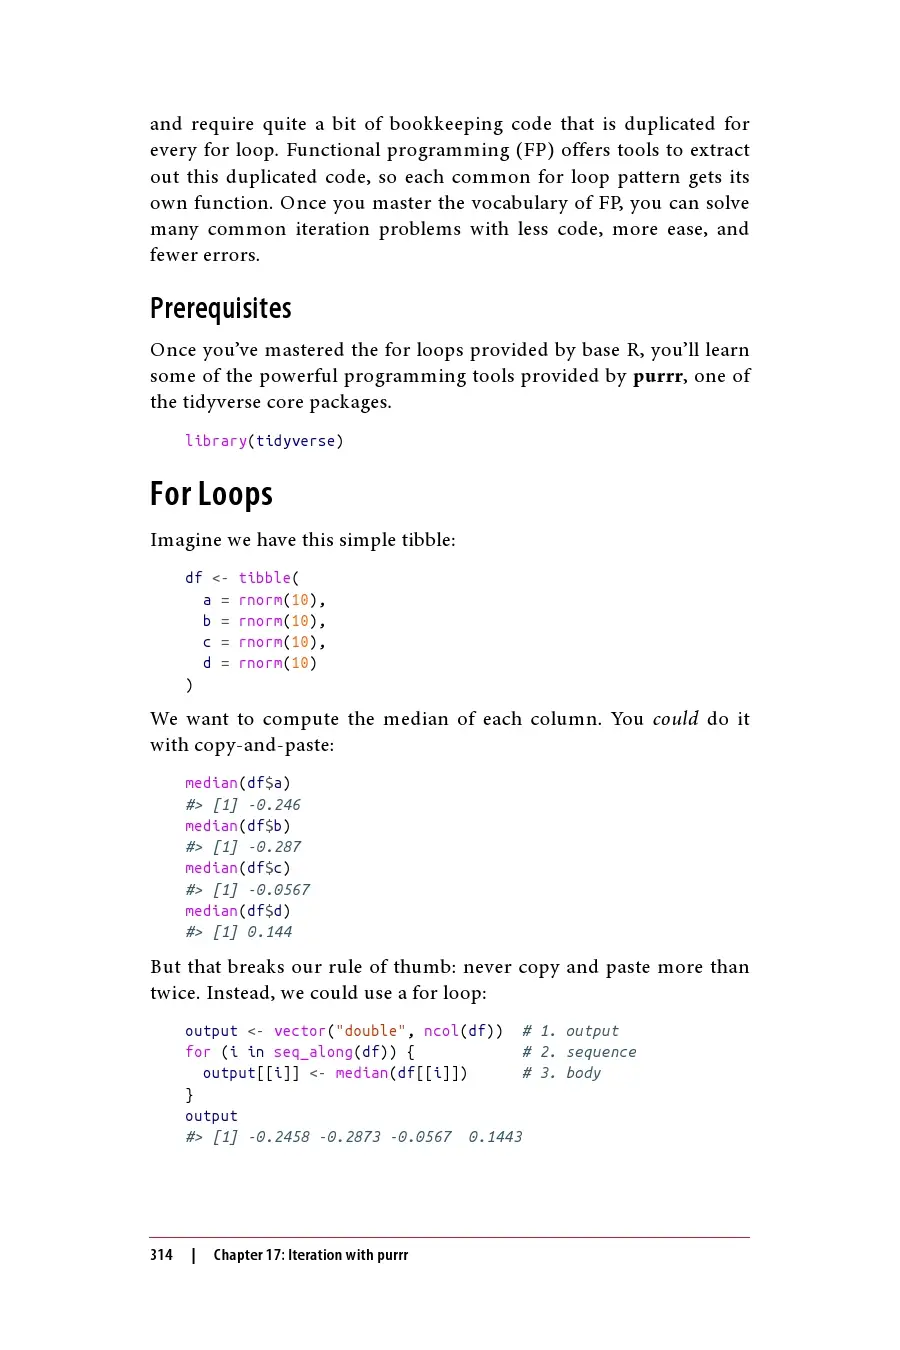 and require quite a bit of bookkeeping code that is duplicated for
every for loop. Functional programming (FP) offers tools to extract
out this duplicated code, so each common for loop pattern gets its
own function. Once you master the vocabulary of FP, you can solve
many common iteration problems with less code, more ease, and
fewer errors.
Prerequisites
Once you’ve mastered the for loops provided by base R, you’ll learn
some of the powerful programming tools provided by purrr, one of
the tidyverse core packages.
library(tidyverse)
For Loops
Imagine we have this simple tibble:
df <- tibble(
  a = rnorm(10),
  b = rnorm(10),
  c = rnorm(10),
  d = rnorm(10)
)
We want to compute the median of each column. You could do it
with copy-and-paste:
median(df$a)
#> [1] -0.246
median(df$b)
#> [1] -0.287
median(df$c)
#> [1] -0.0567
median(df$d)
#> [1] 0.144
But that breaks our rule of thumb: never copy and paste more than
twice. Instead, we could use a for loop:
output <- vector("double", ncol(df))  # 1. output
for (i in seq_along(df)) {            # 2. sequence
  output[[i]] <- median(df[[i]])      # 3. body
}
output
#> [1] -0.2458 -0.2873 -0.0567  0.1443
314 | Chapter 17: Iteration with purrr